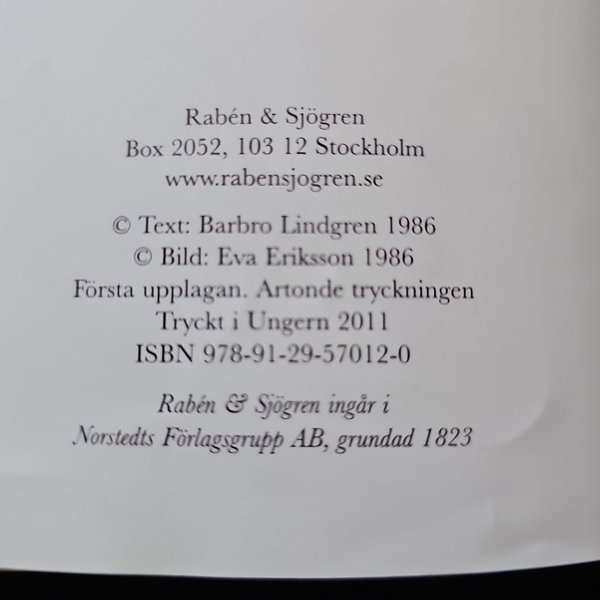 Rabén & Sjögren
Box 2052, 103 12 Stockholm
www.rabensjogren.se
© Text: Barbro Lindgren 1986
© Bild: Eva Eriksson 1986
Första upplagan. Artonde tryckningen
Tryckt i Ungern 2011
ISBN 978-91-29-57012-0
Rabén & Sjögren ingår i
Norstedts Förlagsgrupp AB, grundad 1823